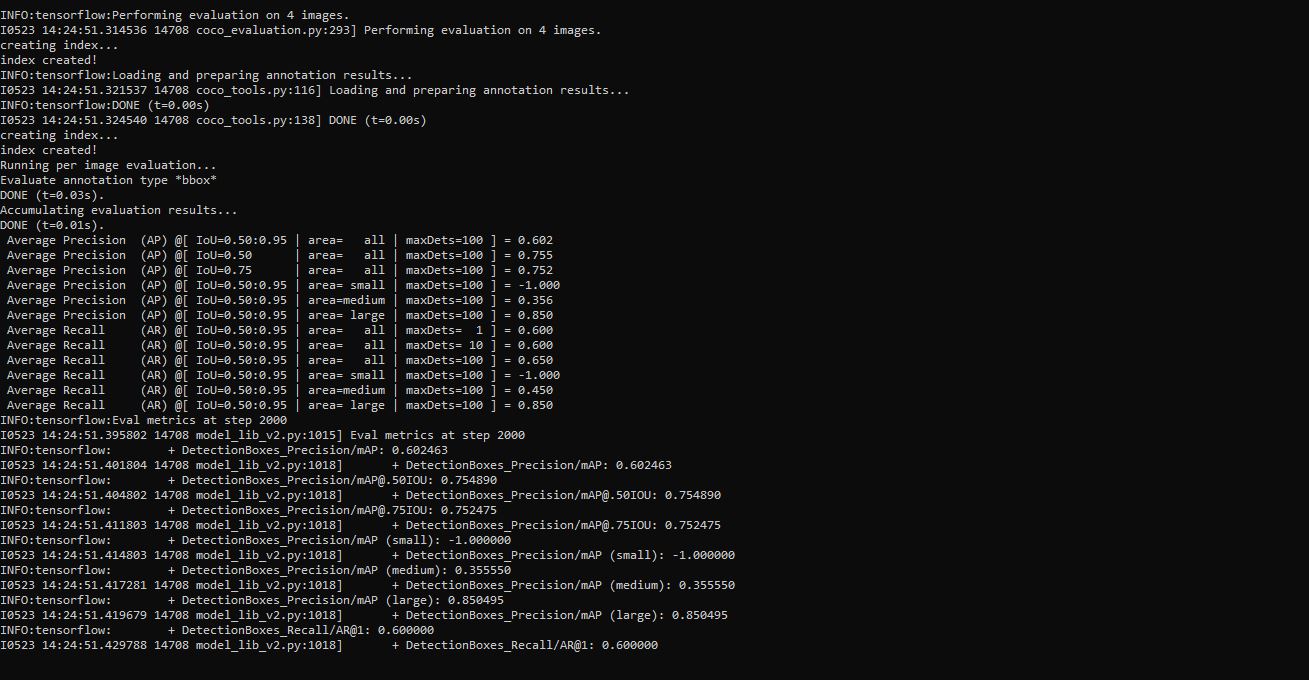 INFO:tensorflow:Performing evaluation on 4 images.
I0523 14:24:51.314536 14708 coco_evaluation.py:293] Performing evaluation on 4 images.
creating index...
index created!
INFO:tensorflow:Loading and preparing annotation results...
I0523 14:24:51.321537 14708 coco_tools.py:116] Loading and preparing annotation results...
INFO:tensorflow:DONE (t=0.00s)
I0523 14:24:51.324540 14708 coco_tools.py:138] DONE (t=0.00s)
creating index...
index created!
Running per image evaluation...
Evaluate annotation type *bbox*
DONE (t=0.03s).
Accumulating evaluation results...
DONE (t=0.01s).
 Average Precision  (AP) @[ IoU=0.50:0.95 | area=   all | maxDets=100 ] = 0.602
 Average Precision  (AP) @[ IoU=0.50      | area=   all | maxDets=100 ] = 0.755
 Average Precision  (AP) @[ IoU=0.75      | area=   all | maxDets=100 ] = 0.752
 Average Precision  (AP) @[ IoU=0.50:0.95 | area= small | maxDets=100 ] = -1.000
 Average Precision  (AP) @[ IoU=0.50:0.95 | area=medium | maxDets=100 ] = 0.356
 Average Precision  (AP) @[ IoU=0.50:0.95 | area= large | maxDets=100 ] = 0.850
 Average Recall     (AR) @[ IoU=0.50:0.95 | area=   all | maxDets=  1 ] = 0.600
 Average Recall     (AR) @[ IoU=0.50:0.95 | area=   all | maxDets= 10 ] = 0.600
 Average Recall     (AR) @[ IoU=0.50:0.95 | area=   all | maxDets=100 ] = 0.650
 Average Recall     (AR) @[ IoU=0.50:0.95 | area= small | maxDets=100 ] = -1.000
 Average Recall     (AR) @[ IoU=0.50:0.95 | area=medium | maxDets=100 ] = 0.450
 Average Recall     (AR) @[ IoU=0.50:0.95 | area= large | maxDets=100 ] = 0.850
INFO:tensorflow:Eval metrics at step 2000
I0523 14:24:51.395802 14708 model_lib_v2.py:1015] Eval metrics at step 2000
INFO:tensorflow:        + DetectionBoxes_Precision/mAP: 0.602463
I0523 14:24:51.401804 14708 model_lib_v2.py:1018]       + DetectionBoxes_Precision/mAP: 0.602463
INFO:tensorflow:        + DetectionBoxes_Precision/mAP@.50IOU: 0.754890
I0523 14:24:51.404802 14708 model_lib_v2.py:1018]       + DetectionBoxes_Precision/mAP@.50IOU: 0.754890
INFO:tensorflow:        + DetectionBoxes_Precision/mAP@.75IOU: 0.752475
I0523 14:24:51.411803 14708 model_lib_v2.py:1018]       + DetectionBoxes_Precision/mAP@.75IOU: 0.752475
INFO:tensorflow:        + DetectionBoxes_Precision/mAP (small): -1.000000
I0523 14:24:51.414803 14708 model_lib_v2.py:1018]       + DetectionBoxes_Precision/mAP (small): -1.000000
INFO:tensorflow:        + DetectionBoxes_Precision/mAP (medium): 0.355550
I0523 14:24:51.417281 14708 model_lib_v2.py:1018]       + DetectionBoxes_Precision/mAP (medium): 0.355550
INFO:tensorflow:        + DetectionBoxes_Precision/mAP (large): 0.850495
I0523 14:24:51.419679 14708 model_lib_v2.py:1018]       + DetectionBoxes_Precision/mAP (large): 0.850495
INFO:tensorflow:        + DetectionBoxes_Recall/AR@1: 0.600000
I0523 14:24:51.429788 14708 model_lib_v2.py:1018]       + DetectionBoxes_Recall/AR@1: 0.600000